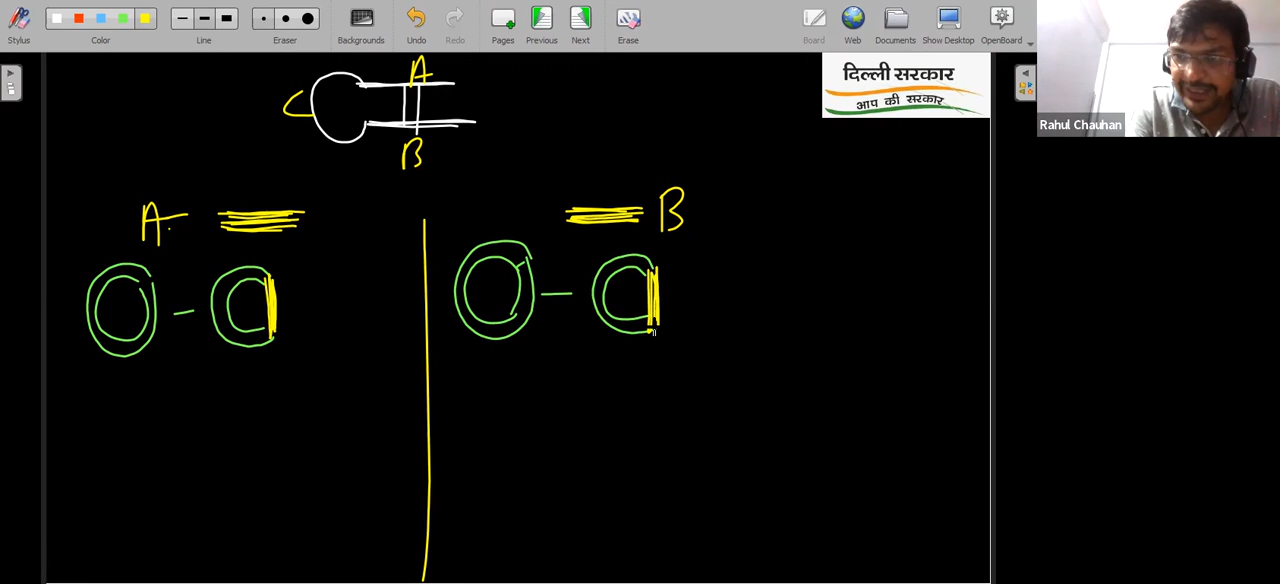 Stylus
Color
Line
Eraser
Backgrounds
Undo
Redo
Pages
Previous
Next
Erase
Board
Web
Documents
Show Desktop
OpenBoard
Rahul Chauhan
दिल्ली सरकार
आप की सरकार
A
C
B
A
B